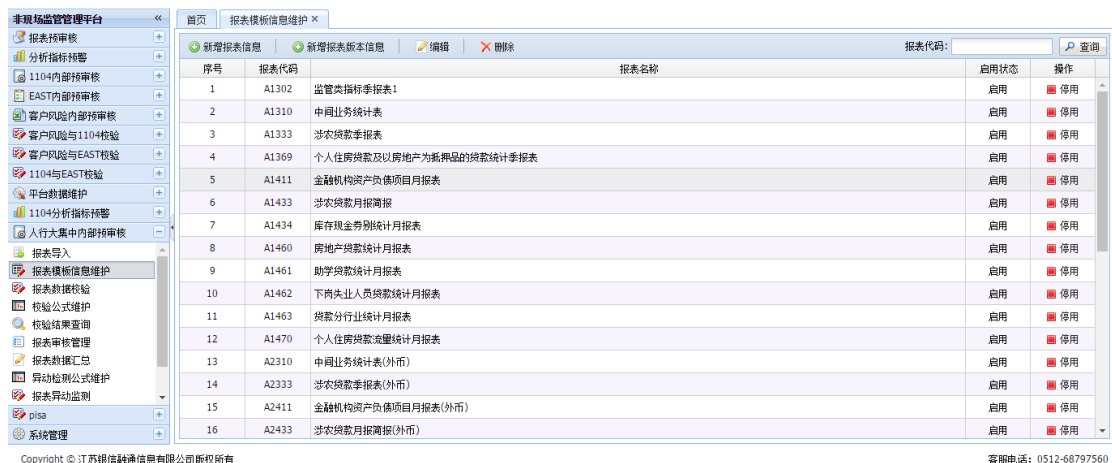 非现场监管管理平台 «
首页 报表模板信息维护 ×
报表预审核
分析指标预警
1104内部预审核
EAST内部预审核
客户风险内部预审核
客户风险与1104校验
客户风险与EAST校验
1104与EAST校验
平台数据维护
1104分析指标预警
人行大集中内部预审核
报表导入
报表模板信息维护
报表数据校验
校验公式维护
校验结果查询
报表审核管理
报表数据汇总
异动检测公式维护
报表异动监测
pisa
系统管理
新增报表信息 新增报表版本信息 编辑 删除 报表代码: 查询
序号 报表代码 报表名称 启用状态 操作
1 A1302 监管类指标季报表1 启用 停用
2 A1310 中间业务统计表 启用 停用
3 A1333 涉农贷款季报表 启用 停用
4 A1369 个人住房贷款及以房地产为抵押品的贷款统计季报表 启用 停用
5 A1411 金融机构资产负债项目月报表 启用 停用
6 A1433 涉农贷款月报简报 启用 停用
7 A1434 库存现金券别统计月报表 启用 停用
8 A1460 房地产贷款统计月报表 启用 停用
9 A1461 助学贷款统计月报表 启用 停用
10 A1462 下岗失业人员贷款统计月报表 启用 停用
11 A1463 贷款分行业统计月报表 启用 停用
12 A1470 个人住房贷款流量统计月报表 启用 停用
13 A2310 中间业务统计表(外币) 启用 停用
14 A2333 涉农贷款季报表(外币) 启用 停用
15 A2411 金融机构资产负债项目月报表(外币) 启用 停用
16 A2433 涉农贷款月报简报(外币) 启用 停用
Copyright © 江苏银信融通信息有限公司版权所有 客服电话: 0512-68797560